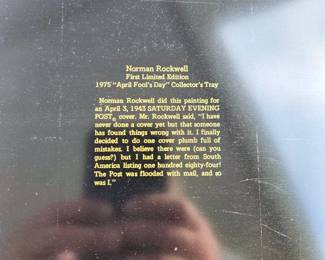 Norman Rockwell
First Limited Edition
1975 "April Fool's Day" Collector's Tray
Norman Rockwell did this painting for
an April 3, 1943 SATURDAY EVENING
POST, cover. Mr. Rockwell said, "I have
never done a cover yet but that someone
has found things wrong with it. I finally
decided to do one cover plumb full of
mistakes. I believe there were (can you
guess?) but I had a letter from South
America listing one hundred eighty-four!
The Post was flooded with mail, and so
was I."